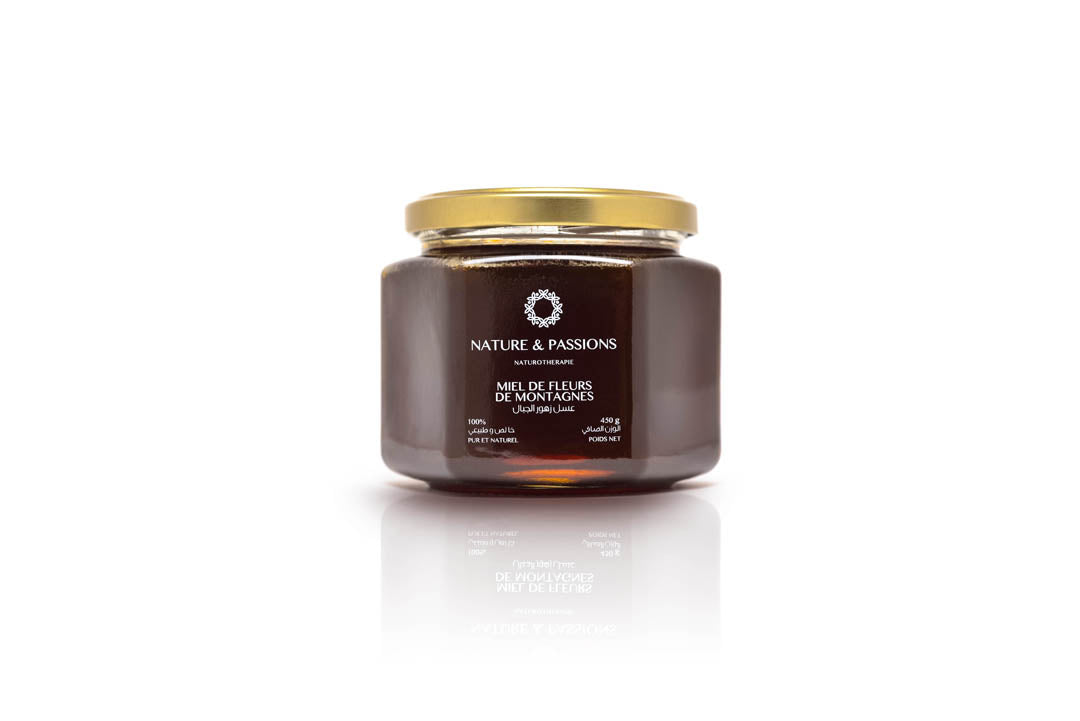 NATURE & PASSIONS
NATUROTHERAPIE
MIEL DE FLEURS
DE MONTAGNES
عسل زهور الجبال
100%
خالص و طبيعي
PUR ET NATUREL
450 g
الوزن الصافي
POIDS NET